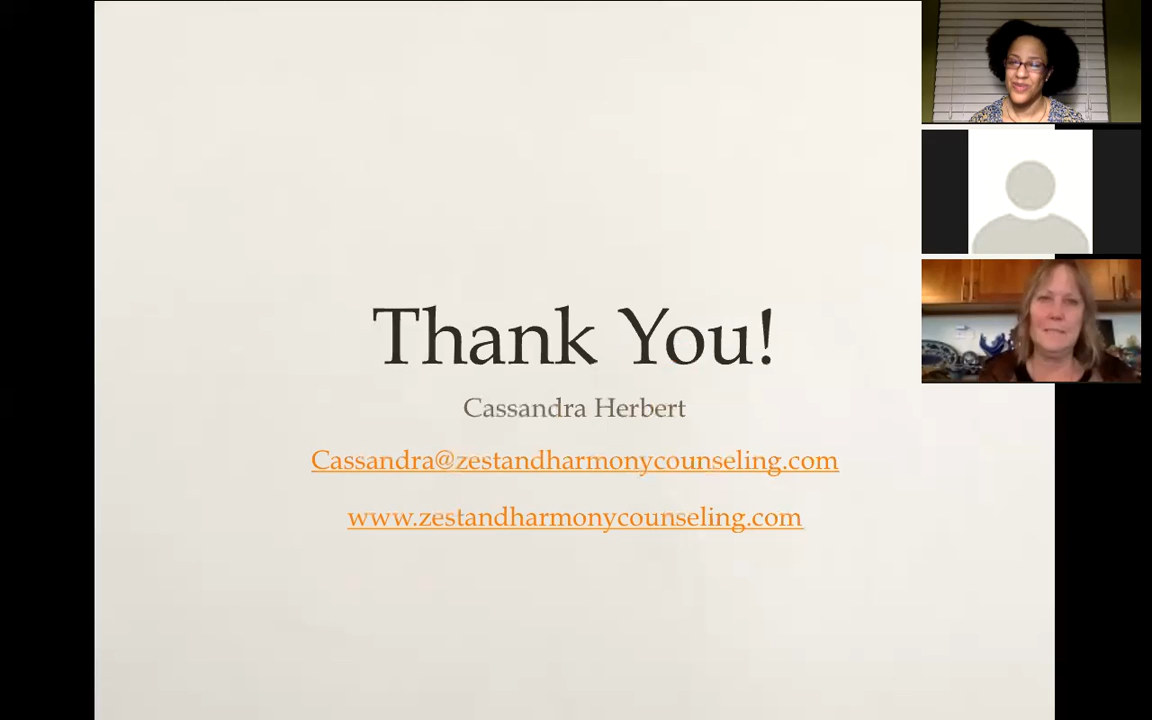 Thank You!
Cassandra Herbert
Cassandra@zestandharmonycounseling.com
www.zestandharmonycounseling.com